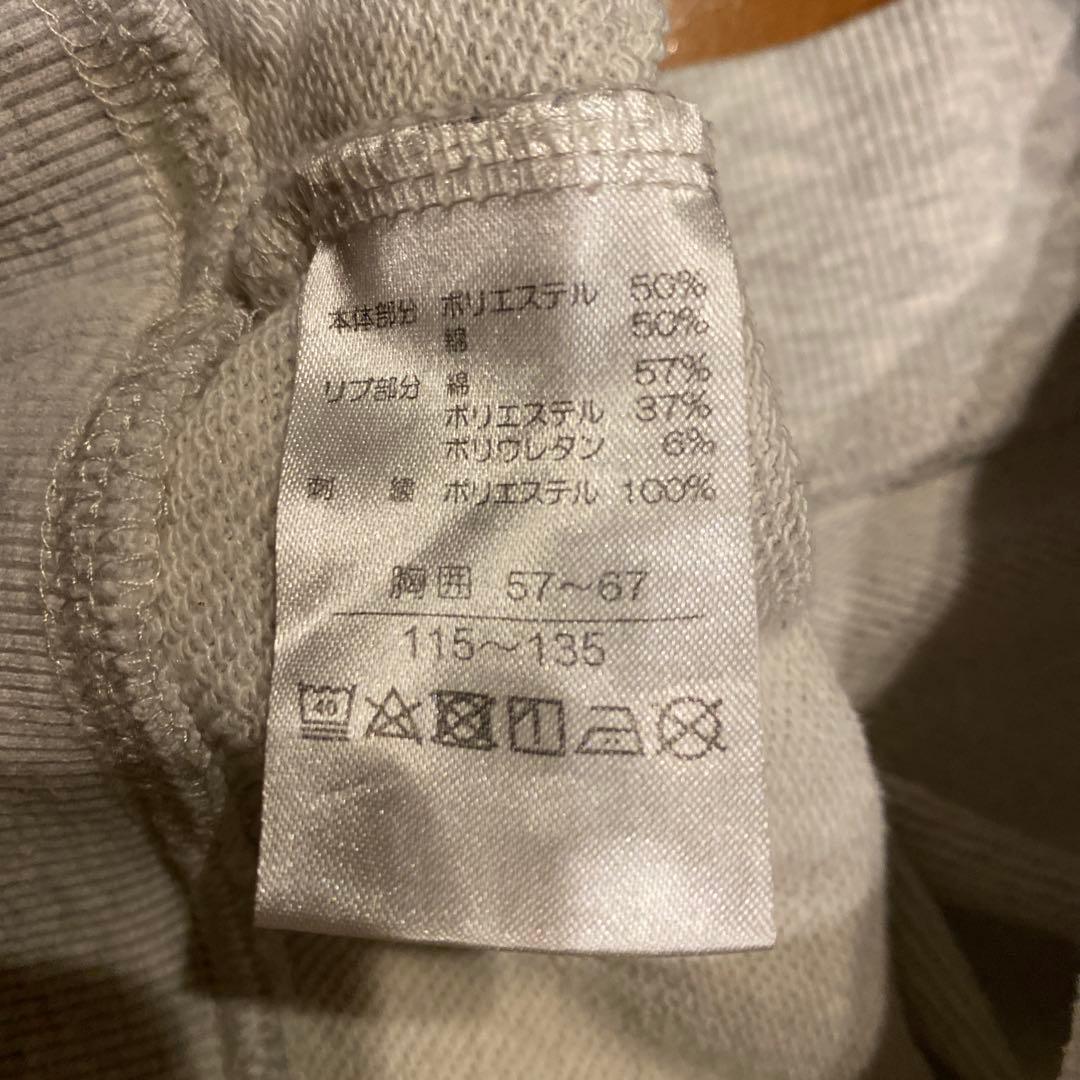 本体部分 ポリエステル 50%
綿 50%
リブ部分 綿 57%
ポリエステル 37%
ポリウレタン 6%
刺 繍 ポリエステル 100%
胸囲 57〜67
115〜135
40